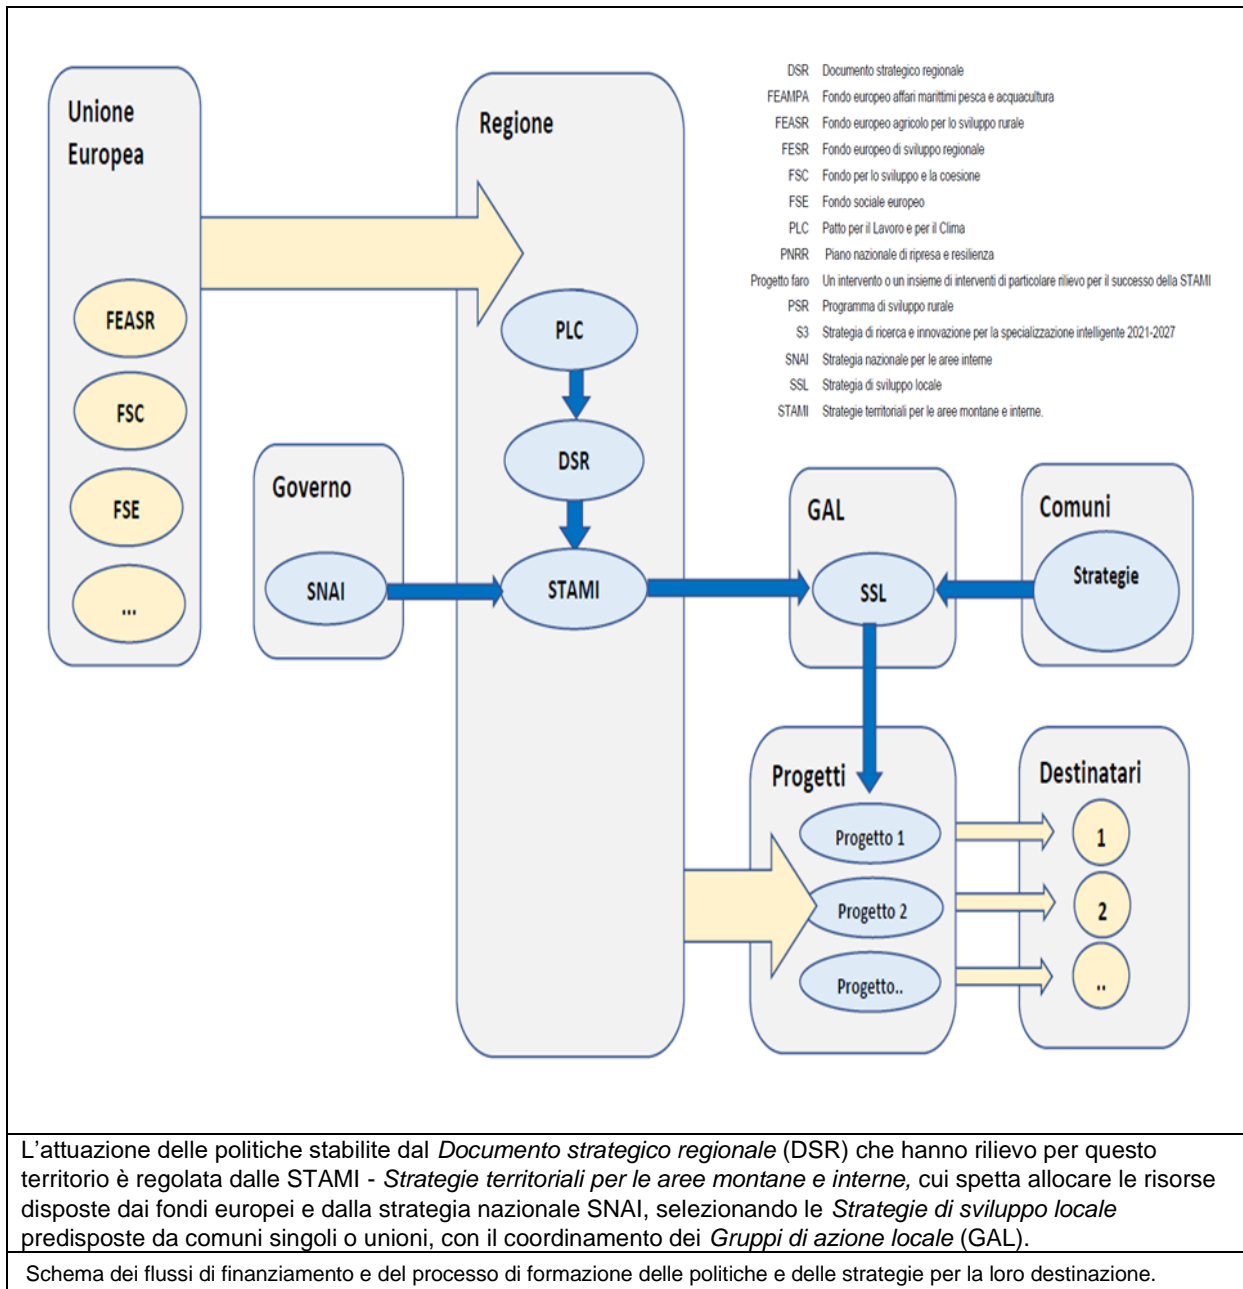 Unione
Europea
FEASR
FSC
FSE
...
Governo
SNAI
Regione
PLC
DSR
STAMI
DSR Documento strategico regionale
FEAMPA Fondo europeo affari marittimi pesca e acquacultura
FEASR Fondo europeo agricolo per lo sviluppo rurale
FESR Fondo europeo di sviluppo regionale
FSC Fondo per lo sviluppo e la coesione
FSE Fondo sociale europeo
PLC Patto per il Lavoro e per il Clima
PNRR Piano nazionale di ripresa e resilienza
Progetto faro Un intervento o un insieme di interventi di particolare rilievo per il successo della STAMI
PSR Programma di sviluppo rurale
S3 Strategia di ricerca e innovazione per la specializzazione intelligente 2021-2027
SNAI Strategia nazionale per le aree interne
SSL Strategia di sviluppo locale
STAMI Strategie territoriali per le aree montane e interne.
GAL
SSL
Comuni
Strategie
Progetti
Progetto 1
Progetto 2
Progetto..
Destinatari
1
2
..
L’attuazione delle politiche stabilite dal Documento strategico regionale (DSR) che hanno rilievo per questo
territorio è regolata dalle STAMI - Strategie territoriali per le aree montane e interne, cui spetta allocare le risorse
disposte dai fondi europei e dalla strategia nazionale SNAI, selezionando le Strategie di sviluppo locale
predisposte da comuni singoli o unioni, con il coordinamento dei Gruppi di azione locale (GAL).
Schema dei flussi di finanziamento e del processo di formazione delle politiche e delle strategie per la loro destinazione.